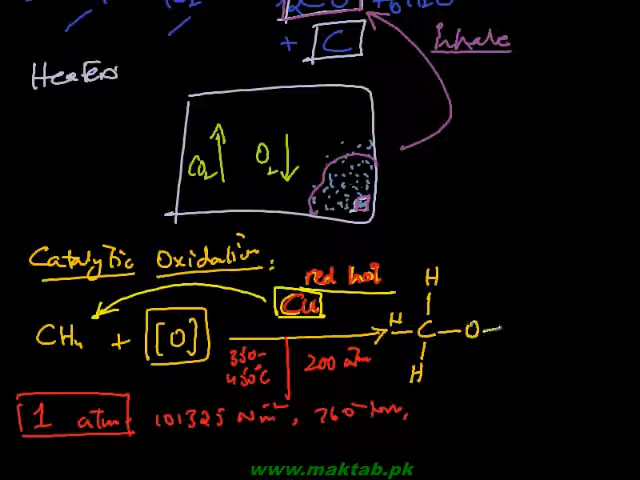 Inhale
+ C
Heaters
CO2↑ O2↓
Catalytic Oxidation:
red hot
Cu
CH4 + [O]
350-
450°C
200 atm
H
H - C - O -
H
1 atm 101325 Nm⁻², 760 torr,
www.maktab.pk